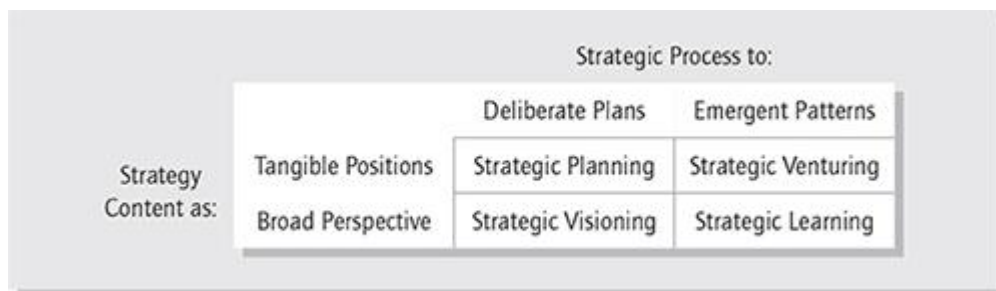 Strategic Process to:
Deliberate Plans Emergent Patterns
Strategy
Content as:
Tangible Positions Strategic Planning Strategic Venturing
Broad Perspective Strategic Visioning Strategic Learning